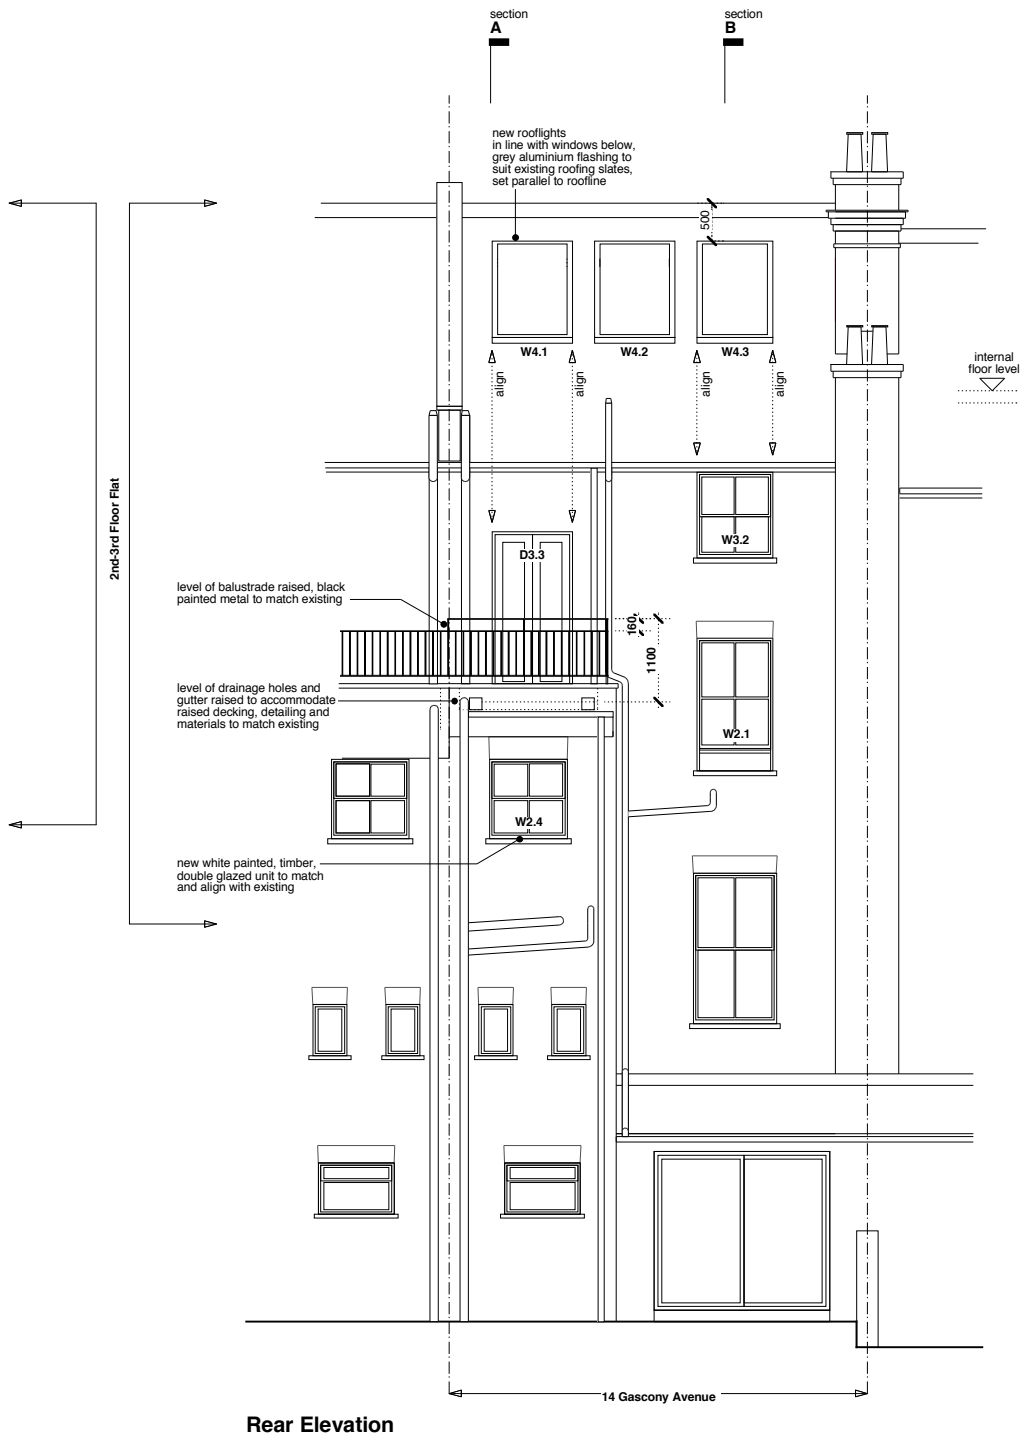 section
A
section
B
new rooflights
in line with windows below,
grey aluminium flashing to
suit existing roofing slates,
set parallel to roofline
500
W4.1
W4.2
W4.3
internal
floor level
align
align
align
align
2nd-3rd Floor Flat
W3.2
D3.3
level of balustrade raised, black
painted metal to match existing
160
1100
level of drainage holes and
gutter raised to accommodate
raised decking, detailing and
materials to match existing
W2.1
W2.4
new white painted, timber,
double glazed unit to match
and align with existing
14 Gascony Avenue
Rear Elevation